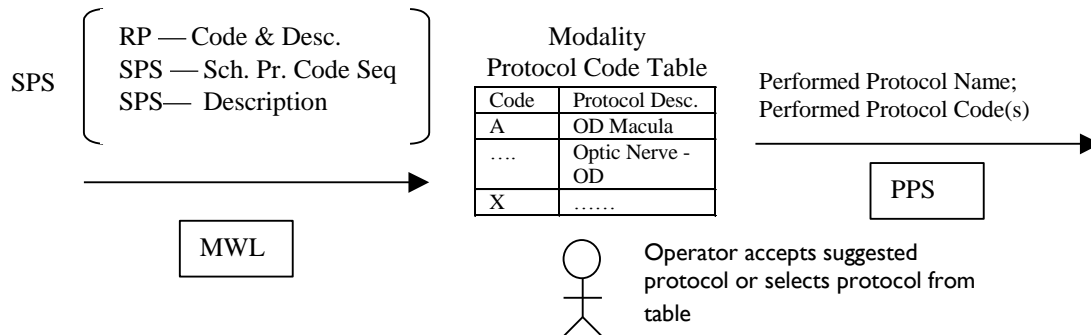 SPS
RP — Code & Desc.
SPS — Sch. Pr. Code Seq
SPS— Description
MWL
Modality
Protocol Code Table
Code Protocol Desc.
A OD Macula
…. Optic Nerve -
OD
X ……
Operator accepts suggested
protocol or selects protocol from
table
Performed Protocol Name;
Performed Protocol Code(s)
PPS